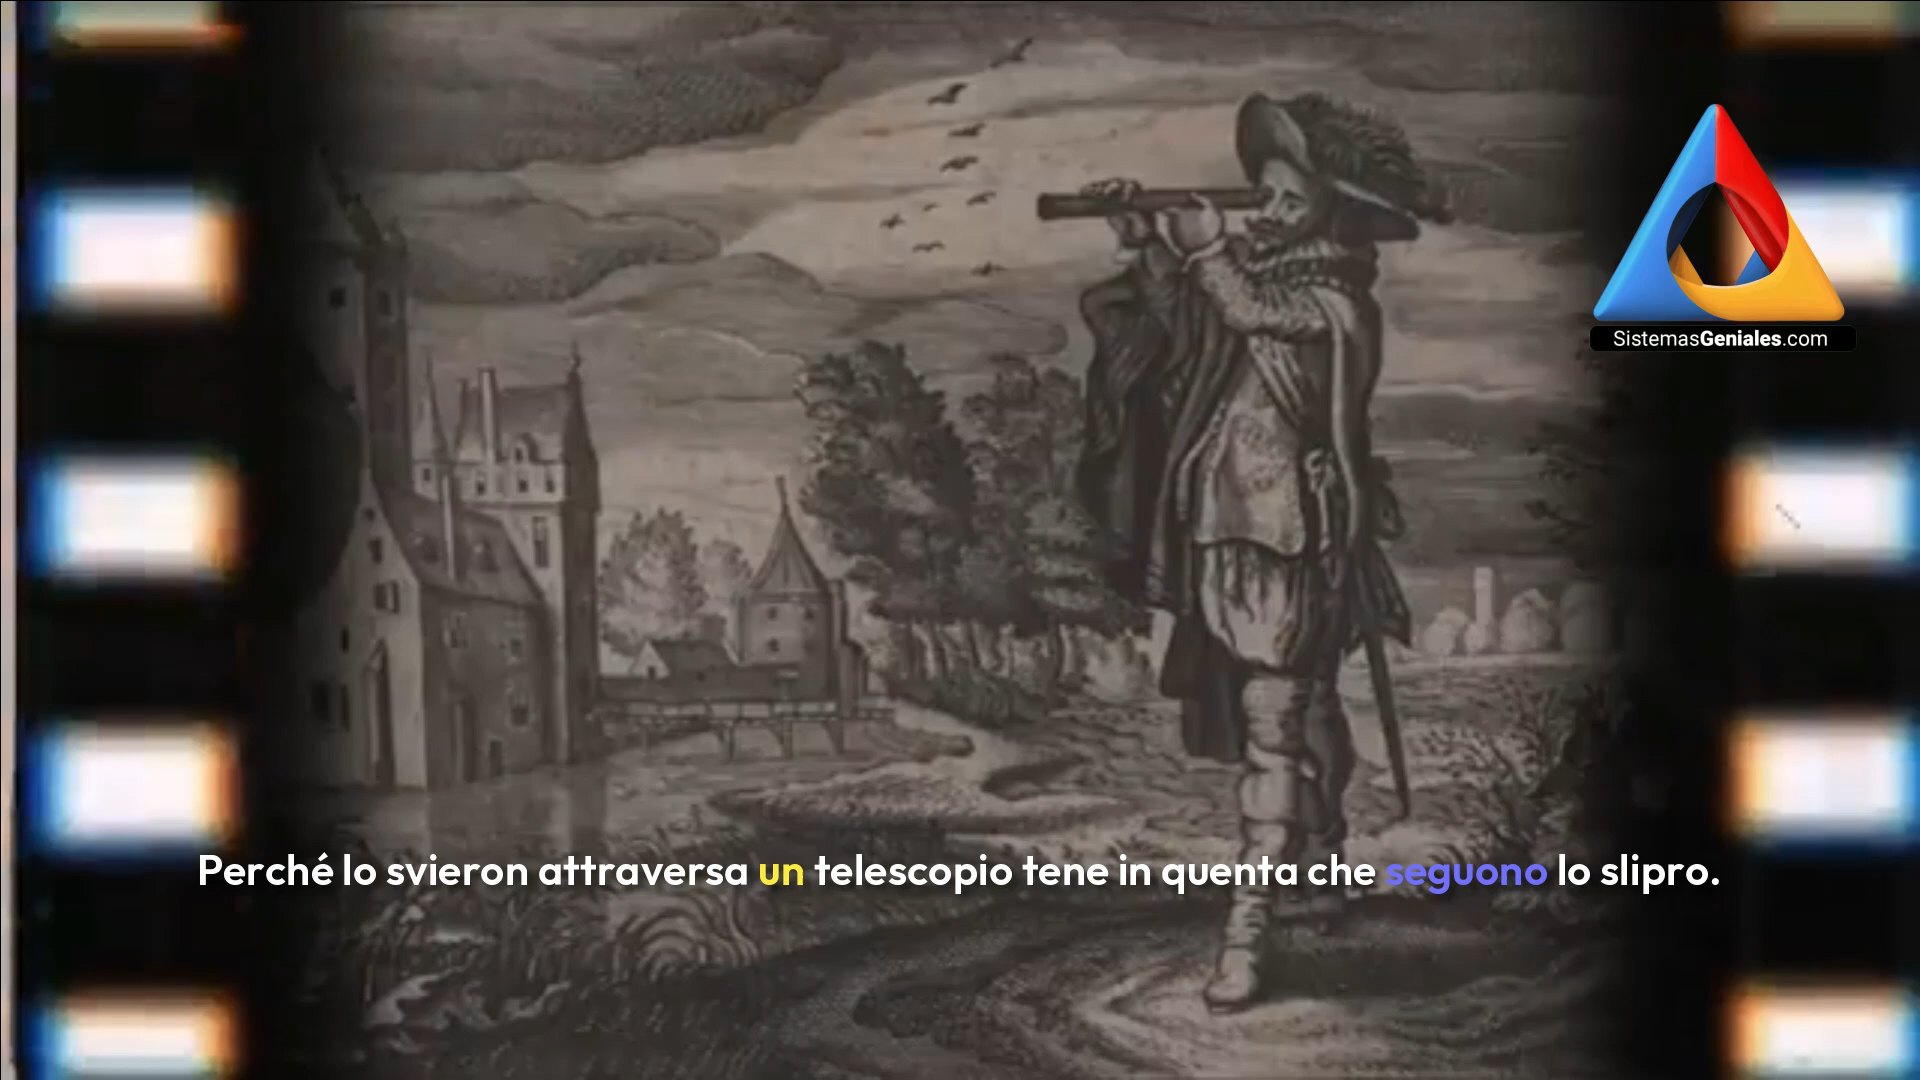 SistemasGeniales.com
Perché lo svieron attraversa un telescopio tene in quenta che seguono lo slipro.